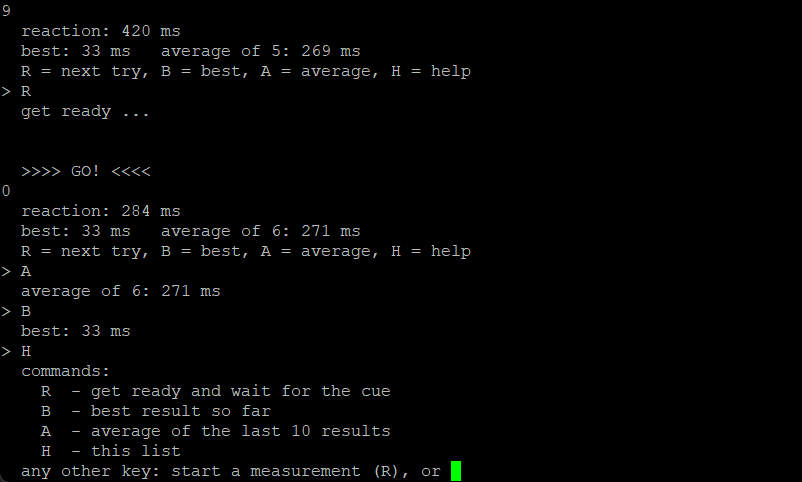 9
reaction: 420 ms
best: 33 ms   average of 5: 269 ms
R = next try, B = best, A = average, H = help
> R
get ready ...
>>>> GO! <<<<
0
reaction: 284 ms
best: 33 ms   average of 6: 271 ms
R = next try, B = best, A = average, H = help
> A
average of 6: 271 ms
> B
best: 33 ms
> H
commands:
R  - get ready and wait for the cue
B  - best result so far
A  - average of the last 10 results
H  - this list
any other key: start a measurement (R), or